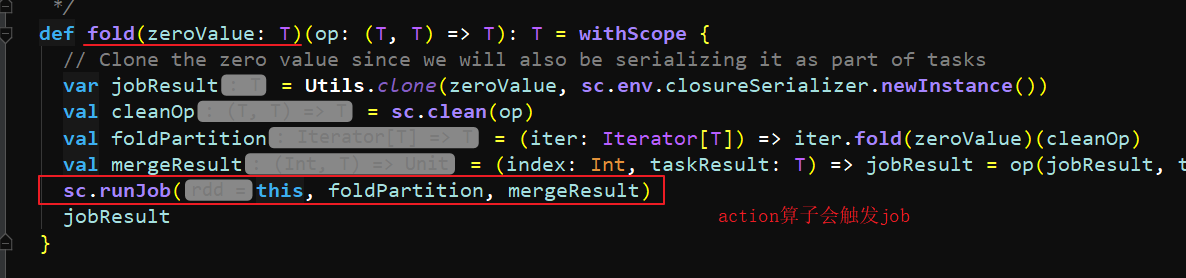 */
def fold(zeroValue: T)(op: (T, T) => T): T = withScope {
// Clone the zero value since we will also be serializing it as part of tasks
var jobResult : T = Utils.clone(zeroValue, sc.env.closureSerializer.newInstance())
val cleanOp : (T, T) => T = sc.clean(op)
val foldPartition : Iterator[T] => T = (iter: Iterator[T]) => iter.fold(zeroValue)(cleanOp)
val mergeResult : (Int, T) => Unit = (index: Int, taskResult: T) => jobResult = op(jobResult, t
sc.runJob( rdd = this, foldPartition, mergeResult)
jobResult
action算子会触发job
}